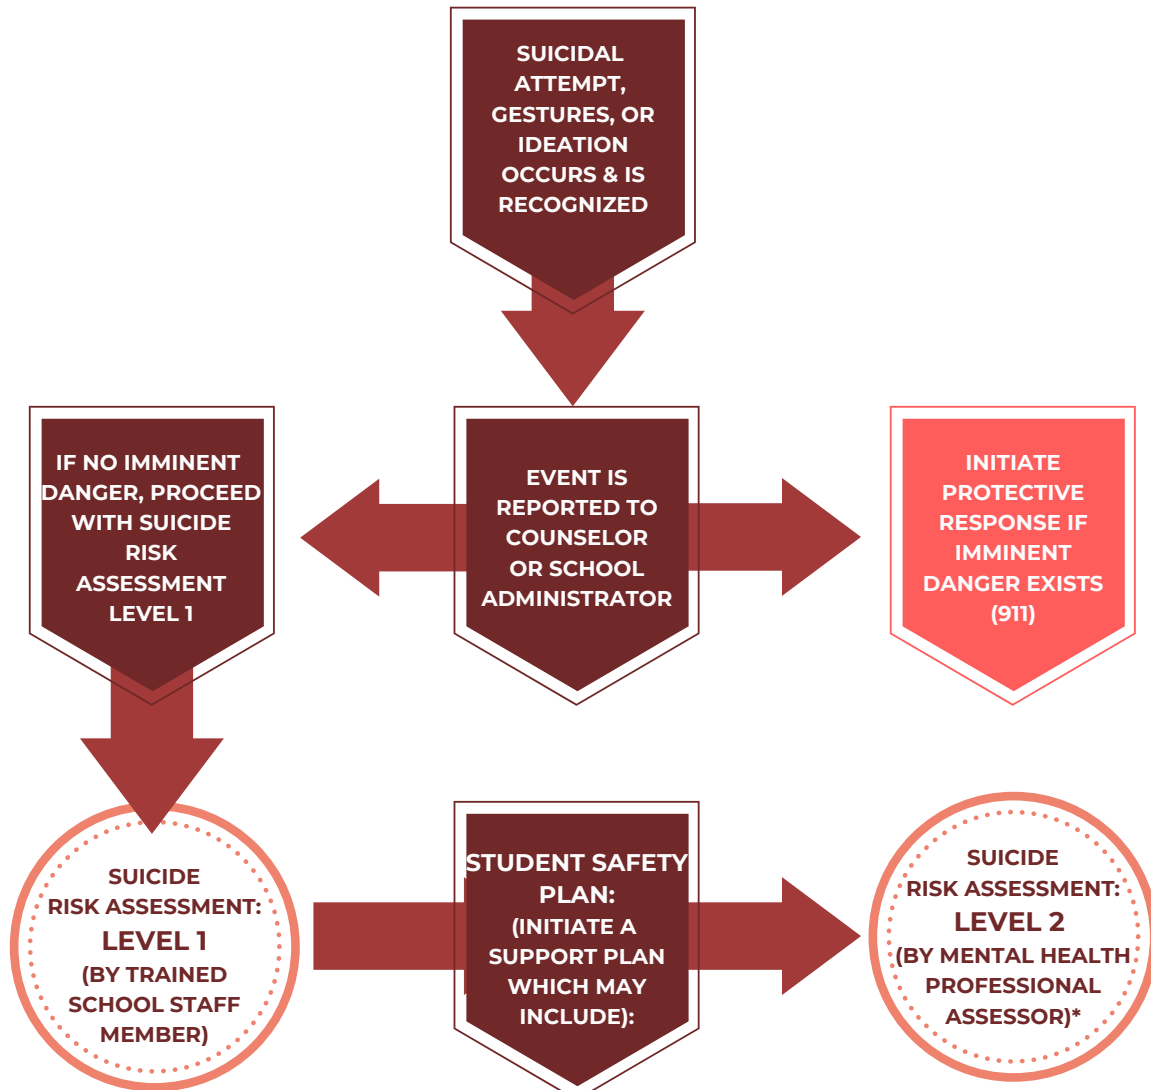 SUICIDAL
ATTEMPT,
GESTURES, OR
IDEATION
OCCURS & IS
RECOGNIZED
IF NO IMMINENT
DANGER, PROCEED
WITH SUICIDE
RISK
ASSESSMENT
LEVEL 1
EVENT IS
REPORTED TO
COUNSELOR
OR SCHOOL
ADMINISTRATOR
INITIATE
PROTECTIVE
RESPONSE IF
IMMINENT
DANGER EXISTS
(911)
SUICIDE
RISK ASSESSMENT:
LEVEL 1
(BY TRAINED
SCHOOL STAFF
MEMBER)
STUDENT SAFETY
PLAN:
(INITIATE A
SUPPORT PLAN
WHICH MAY
INCLUDE):
SUICIDE
RISK ASSESSMENT:
LEVEL 2
(BY MENTAL HEALTH
PROFESSIONAL
ASSESSOR)*